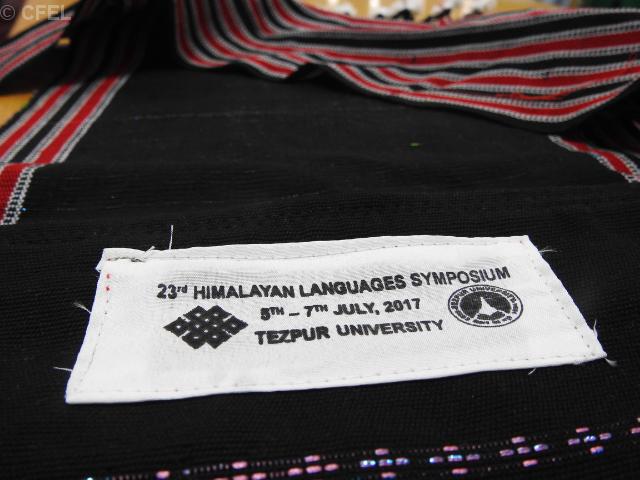 © CFEL
23rd HIMALAYAN LANGUAGES SYMPOSIUM
5TH – 7TH JULY, 2017
TEZPUR UNIVERSITY